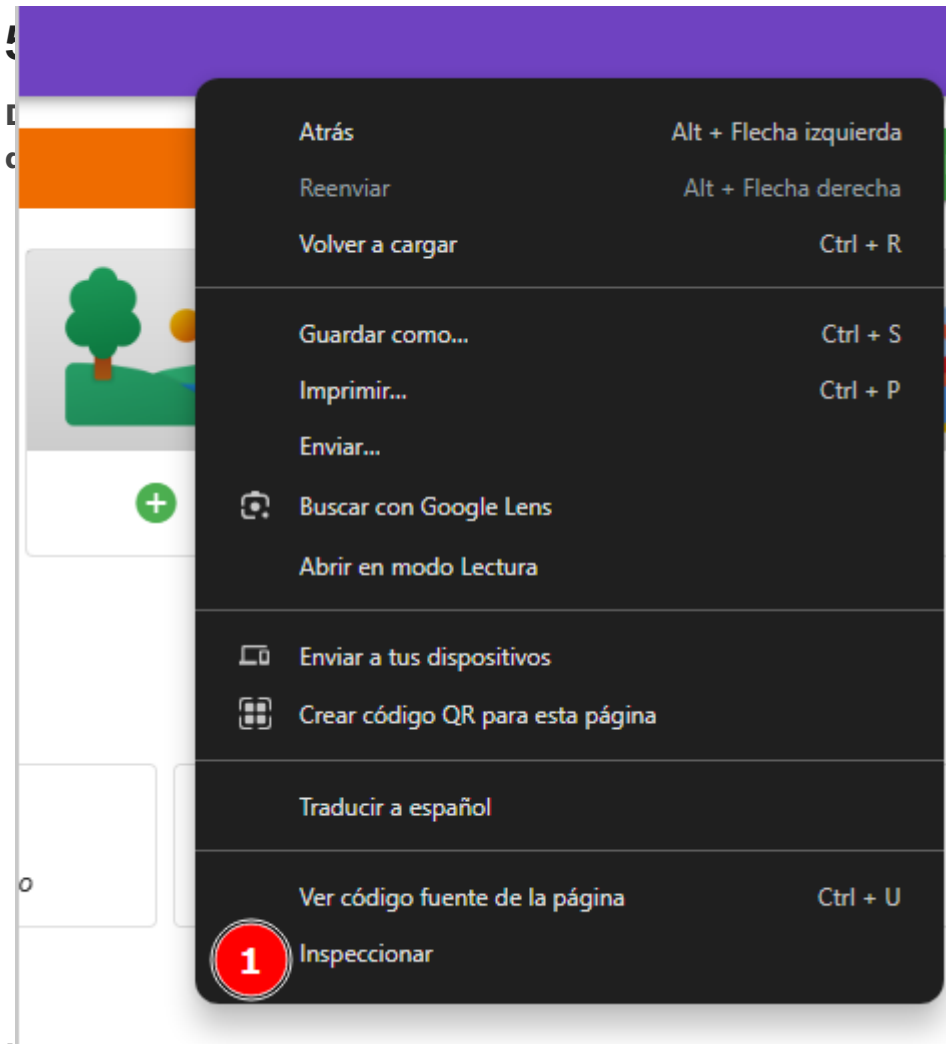 Atrás Alt + Flecha izquierda
Reenviar Alt + Flecha derecha
Volver a cargar Ctrl + R
Guardar como... Ctrl + S
Imprimir... Ctrl + P
Enviar...
Buscar con Google Lens
Abrir en modo Lectura
Enviar a tus dispositivos
Crear código QR para esta página
Traducir a español
o
Ver código fuente de la página Ctrl + U
1 Inspeccionar